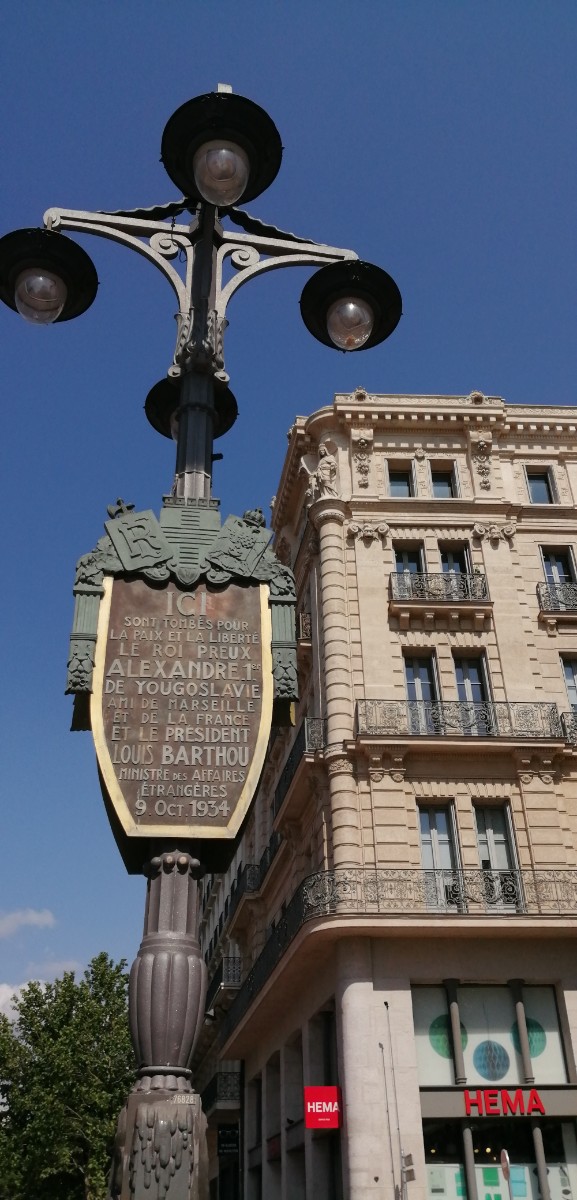 R
ICI
SONT TOMBÉS POUR
LA PAIX ET LA LIBERTÉ
LE ROI PREUX
ALEXANDRE 1er
DE YOUGOSLAVIE
AMI DE MARSEILLE
ET DE LA FRANCE
ET LE PRÉSIDENT
LOUIS BARTHOU
MINISTRE DES AFFAIRES
ÉTRANGÈRES
9. OCT. 1934
76828
HEMA
HEMA